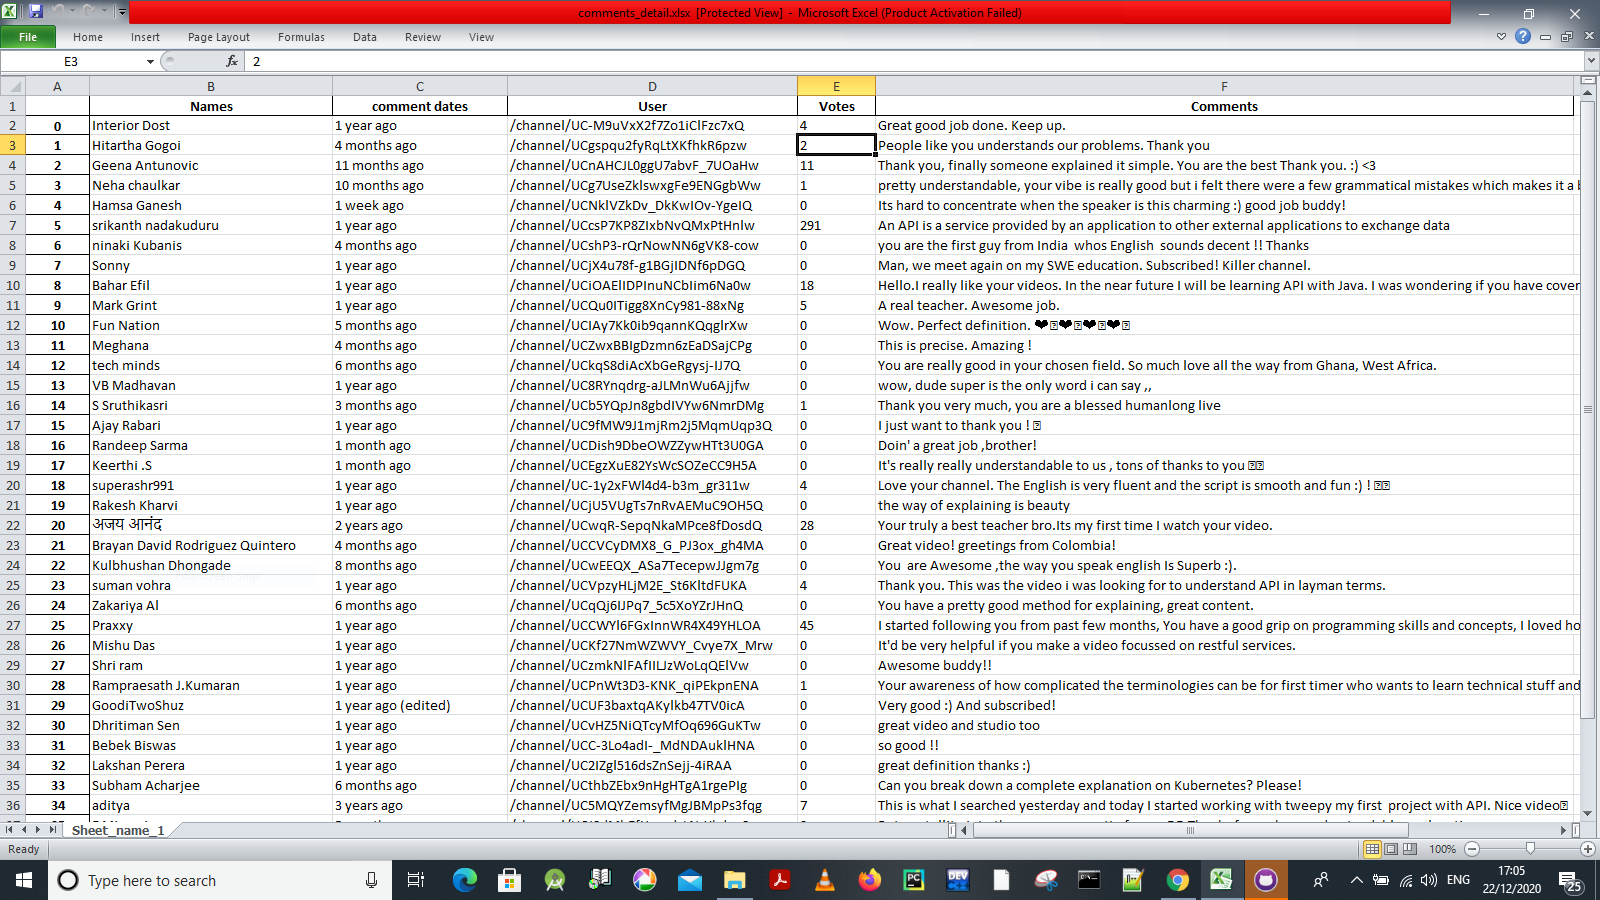 comments_detail.xlsx [Protected View] - Microsoft Excel (Product Activation Failed)
File Home Insert Page Layout Formulas Data Review View
E3 fx 2
A B C D E F
1 Names comment dates User Votes Comments
2 0 Interior Dost 1 year ago /channel/UC-M9uVxX2f7Zo1iClFzc7xQ 4 Great good job done. Keep up.
3 1 Hitartha Gogoi 4 months ago /channel/UCgspqu2fyRqLtXKfhkR6pzw 2 People like you understands our problems. Thank you
4 2 Geena Antunovic 11 months ago /channel/UCnAHCJL0ggU7abvF_7UOaHw 11 Thank you, finally someone explained it simple. You are the best Thank you. :) <3
5 3 Neha chaulkar 10 months ago /channel/UCg7UseZklswxgFe9ENGgbWw 1 pretty understandable, your vibe is really good but i felt there were a few grammatical mistakes which makes it a b
6 4 Hamsa Ganesh 1 week ago /channel/UCNklVZkDv_DkKwIOv-YgeIQ 0 Its hard to concentrate when the speaker is this charming :) good job buddy!
7 5 srikanth nadakuduru 1 year ago /channel/UCcsP7KP8ZIxbNvQMxPtHnlw 291 An API is a service provided by an application to other external applications to exchange data
8 6 ninaki Kubanis 4 months ago /channel/UCshP3-rQrNowNN6gVK8-cow 0 you are the first guy from India whos English sounds decent !! Thanks
9 7 Sonny 1 year ago /channel/UCjX4u78f-g1BGjIDNf6pDGQ 0 Man, we meet again on my SWE education. Subscribed! Killer channel.
10 8 Bahar Efil 1 year ago /channel/UCiOAElIDPInuNCbIim6Na0w 18 Hello.I really like your videos. In the near future I will be learning API with Java. I was wondering if you have cover
11 9 Mark Grint 1 year ago /channel/UCQu0ITigg8XnCy981-88xNg 5 A real teacher. Awesome job.
12 10 Fun Nation 5 months ago /channel/UCIAy7Kk0ib9qannKQqglrXw 0 Wow. Perfect definition. ❤❤❤❤
13 11 Meghana 4 months ago /channel/UCZwxBBIgDzmn6zEaDSajCPg 0 This is precise. Amazing !
14 12 tech minds 6 months ago /channel/UCkqS8diAcXbGeRgysj-IJ7Q 0 You are really good in your chosen field. So much love all the way from Ghana, West Africa.
15 13 VB Madhavan 1 year ago /channel/UC8RYnqdrg-aJLMnWu6Ajjfw 0 wow, dude super is the only word i can say ,,
16 14 S Sruthikasri 3 months ago /channel/UCb5YQpJn8gbdIVYw6NmrDMg 1 Thank you very much, you are a blessed humanlong live
17 15 Ajay Rabari 1 year ago /channel/UC9fMW9J1mjRm2j5MqmUqp3Q 0 I just want to thank you !
18 16 Randeep Sarma 1 month ago /channel/UCDish9DbeOWZZywHTt3U0GA 0 Doin' a great job ,brother!
19 17 Keerthi .S 1 month ago /channel/UCEgzXuE82YsWcSOZeCC9H5A 0 It's really really understandable to us , tons of thanks to you
20 18 superashr991 1 year ago /channel/UC-1y2xFWl4d4-b3m_gr311w 4 Love your channel. The English is very fluent and the script is smooth and fun :) !
21 19 Rakesh Kharvi 1 year ago /channel/UCjU5VUgTs7nRvAEMuC9OH5Q 0 the way of explaining is beauty
22 20 अजय आनंद 2 years ago /channel/UCwqR-SepqNkaMPce8fDosdQ 28 Your truly a best teacher bro.Its my first time I watch your video.
23 21 Brayan David Rodriguez Quintero 4 months ago /channel/UCCVCyDMX8_G_PJ3ox_gh4MA 0 Great video! greetings from Colombia!
24 22 Kulbhushan Dhongade 8 months ago /channel/UCwEEQX_ASa7TecepwJJgm7g 0 You are Awesome ,the way you speak english Is Superb :).
25 23 suman vohra 1 year ago /channel/UCVpzyHLjM2E_St6KltdFUKA 4 Thank you. This was the video i was looking for to understand API in layman terms.
26 24 Zakariya Al 6 months ago /channel/UCqQj6IJPq7_5c5XoYZrJHnQ 0 You have a pretty good method for explaining, great content.
27 25 Praxxy 1 year ago /channel/UCCWYl6FGxInnWR4X49YHLOA 45 I started following you from past few months, You have a good grip on programming skills and concepts, I loved ho
28 26 Mishu Das 1 year ago /channel/UCKf27NmWZWVY_Cvye7X_Mrw 0 It'd be very helpful if you make a video focussed on restful services.
29 27 Shri ram 1 year ago /channel/UCzmkNlFAfIILJzWoLqQElVw 0 Awesome buddy!!
30 28 Rampraesath J.Kumaran 1 year ago /channel/UCPnWt3D3-KNK_qiPEkpnENA 1 Your awareness of how complicated the terminologies can be for first timer who wants to learn technical stuff and
31 29 GoodiTwoShuz 1 year ago (edited) /channel/UCUF3baxtqAKylkb47TV0icA 0 Very good :) And subscribed!
32 30 Dhritiman Sen 1 year ago /channel/UCvHZ5NiQTcyMfOq696GuKTw 0 great video and studio too
33 31 Bebek Biswas 1 year ago /channel/UCC-3Lo4adI-_MdNDAuklHNA 0 so good !!
34 32 Lakshan Perera 1 year ago /channel/UC2IZgl516dsZnSejj-4iRAA 0 great definition thanks :)
35 33 Subham Acharjee 6 months ago /channel/UCthbZEbx9nHgHTgA1rgePIg 0 Can you break down a complete explanation on Kubernetes? Please!
36 34 aditya 3 years ago /channel/UC5MQYZemsyfMgJBMpPs3fqg 7 This is what I searched yesterday and today I started working with tweepy my first project with API. Nice video
Sheet_name_1
Ready 100%
Type here to search ENG 17:05
22/12/2020 25